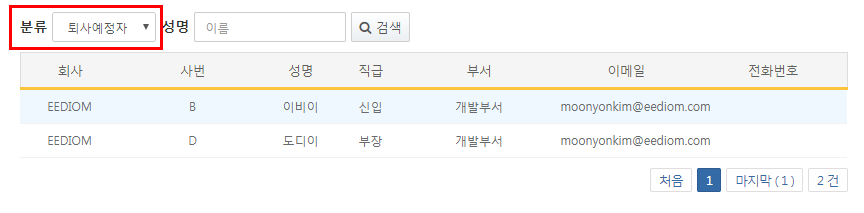 분류 퇴사예정자 성명 이름 검색
회사 사번 성명 직급 부서 이메일 전화번호
EEDIOM B 이비이 신입 개발부서 moonyonkim@eediom.com
EEDIOM D 도디이 부장 개발부서 moonyonkim@eediom.com
처음 1 마지막 ( 1 ) 2 건